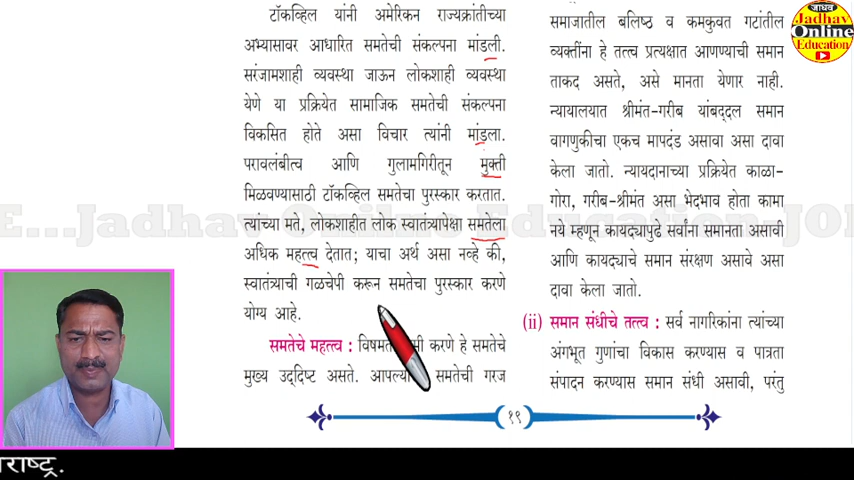 टॉकव्हिल यांनी अमेरिकन राज्यक्रांतीच्या
अभ्यासावर आधारित समतेची संकल्पना मांडली.
सरंजामशाही व्यवस्था जाऊन लोकशाही व्यवस्था
येणे या प्रक्रियेत सामाजिक समतेची संकल्पना
विकसित होते असा विचार त्यांनी मांडला.
परावलंबीत्व आणि गुलामगिरीतून मुक्ती
मिळवण्यासाठी टॉकव्हिल समतेचा पुरस्कार करतात.
त्यांच्या मते, लोकशाहीत लोक स्वातंत्र्यापेक्षा समतेला
अधिक महत्त्व देतात; याचा अर्थ असा नव्हे की,
स्वातंत्र्याची गळचेपी करून समतेचा पुरस्कार करणे
योग्य आहे.
समतेचे महत्त्व : करणे हे समतेचे
मुख्य उद्दिष्ट असते. समतेची गरज
समाजातील बलिष्ठ व कमकुवत गटांतील
व्यक्तींना हे तत्त्व प्रत्यक्षात आणण्याची समान
ताकद असते, असे मानता येणार नाही.
न्यायालयात श्रीमंत-गरीब यांबद्दल समान
वागणुकीचा एकच मापदंड असावा असा दावा
केला जातो. न्यायदानाच्या प्रक्रियेत काळा-
गोरा, गरीब-श्रीमंत असा भेदभाव होता कामा
नये म्हणून कायद्यापुढे सर्वांना समानता असावी
आणि कायद्याचे समान संरक्षण असावे असा
दावा केला जातो.
(ii) समान संधीचे तत्त्व : सर्व नागरिकांना त्यांच्या
अंगभूत गुणांचा विकास करण्यास व पात्रता
संपादन करण्यास समान संधी असावी, परंतु
१९
जाधव
Jadhav
Online
Education
E...Jadhav Online Education-JO
राष्ट्र.